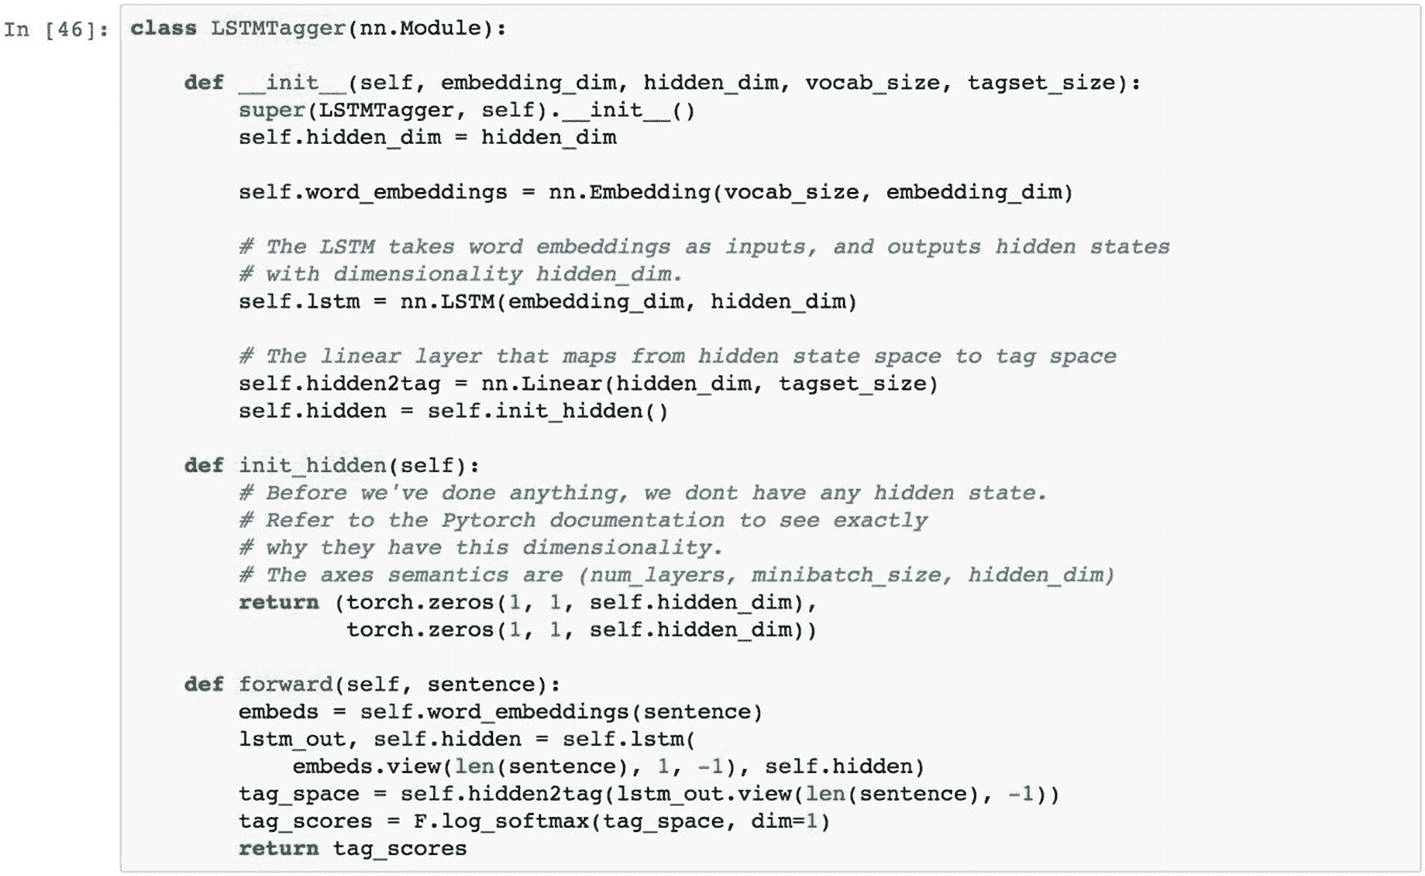 In [46]: class LSTMTagger(nn.Module):
def __init__(self, embedding_dim, hidden_dim, vocab_size, tagset_size):
super(LSTMTagger, self).__init__()
self.hidden_dim = hidden_dim
self.word_embeddings = nn.Embedding(vocab_size, embedding_dim)
# The LSTM takes word embeddings as inputs, and outputs hidden states
# with dimensionality hidden_dim.
self.lstm = nn.LSTM(embedding_dim, hidden_dim)
# The linear layer that maps from hidden state space to tag space
self.hidden2tag = nn.Linear(hidden_dim, tagset_size)
self.hidden = self.init_hidden()
def init_hidden(self):
# Before we've done anything, we dont have any hidden state.
# Refer to the Pytorch documentation to see exactly
# why they have this dimensionality.
# The axes semantics are (num_layers, minibatch_size, hidden_dim)
return (torch.zeros(1, 1, self.hidden_dim),
torch.zeros(1, 1, self.hidden_dim))
def forward(self, sentence):
embeds = self.word_embeddings(sentence)
lstm_out, self.hidden = self.lstm(
embeds.view(len(sentence), 1, -1), self.hidden)
tag_space = self.hidden2tag(lstm_out.view(len(sentence), -1))
tag_scores = F.log_softmax(tag_space, dim=1)
return tag_scores